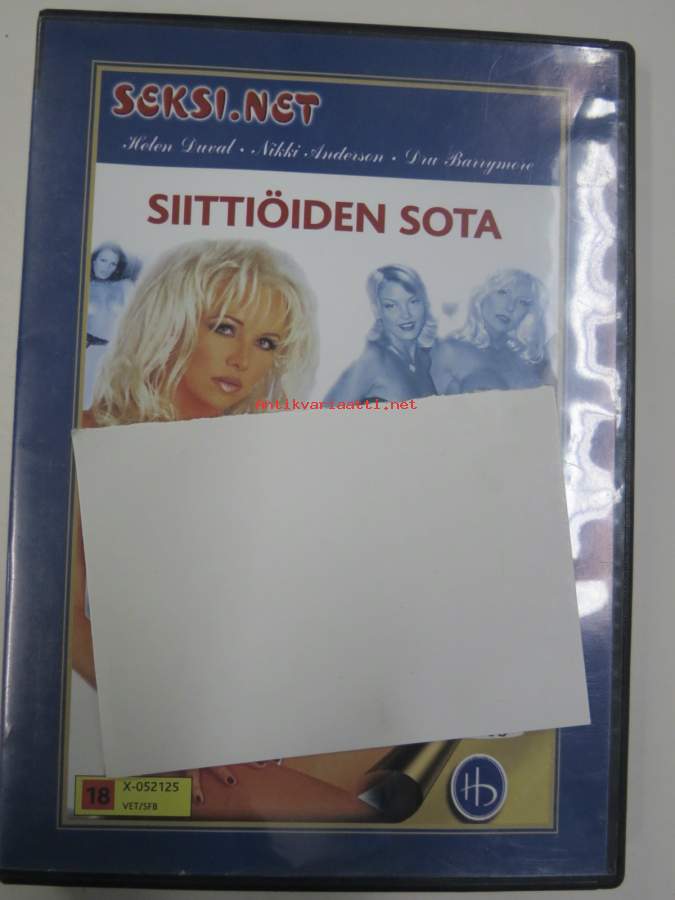 SEKSI.NET
Helen Duval • Nikki Anderson • Dru Barrymore
SIITTIÖIDEN SOTA
antikvariaatti.net
18 X-052125
VET/SFB